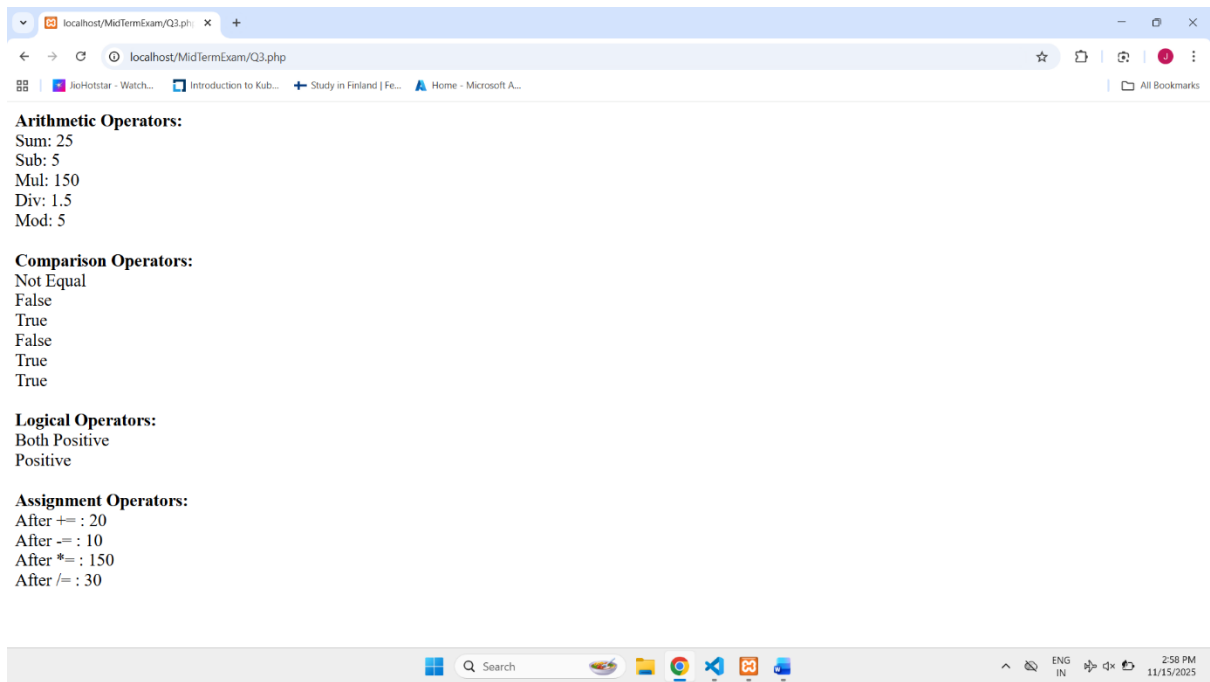 localhost/MidTermExam/Q3.ph
localhost/MidTermExam/Q3.php
J
JioHotstar - Watch...
Introduction to Kub...
Study in Finland | Fe...
Home - Microsoft A...
All Bookmarks
Arithmetic Operators:
Sum: 25
Sub: 5
Mul: 150
Div: 1.5
Mod: 5
Comparison Operators:
Not Equal
False
True
False
True
True
Logical Operators:
Both Positive
Positive
Assignment Operators:
After += : 20
After -= : 10
After *= : 150
After /= : 30
Search
ENG
IN
2:58 PM
11/15/2025